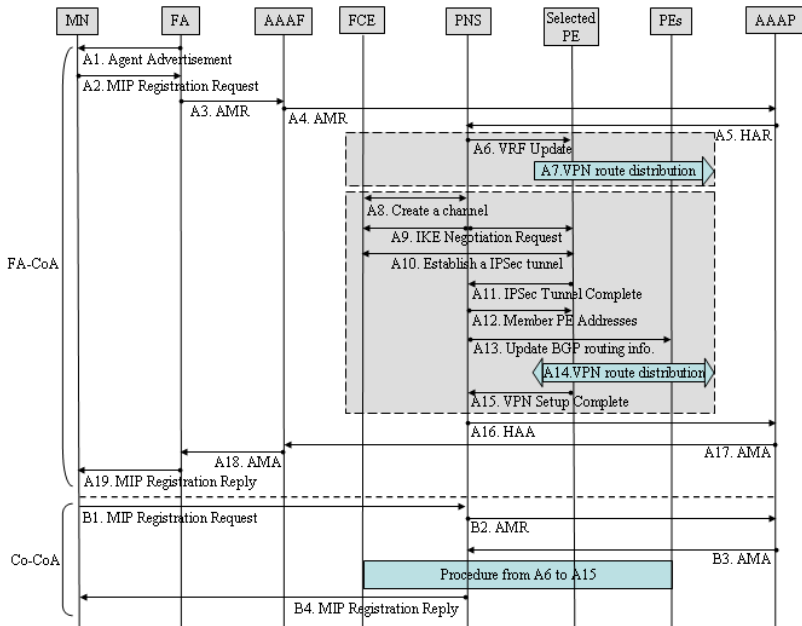 MN FA AAAF FCE PNS Selected PE PEs AAAP
A1. Agent Advertisement
A2. MIP Registration Request
A3. AMR
A4. AMR
A5. HAR
A6. VRF Update
A7.VPN route distribution
A8. Create a channel
A9. IKE Negotiation Request
A10. Establish a IPSec tunnel
FA-CoA
A11. IPSec Tunnel Complete
A12. Member PE Addresses
A13. Update BGP routing info.
A14.VPN route distribution
A15. VPN Setup Complete
A16. HAA
A17. AMA
A18. AMA
A19. MIP Registration Reply
B1. MIP Registration Request
B2. AMR
B3. AMA
Co-CoA
Procedure from A6 to A15
B4. MIP Registration Reply